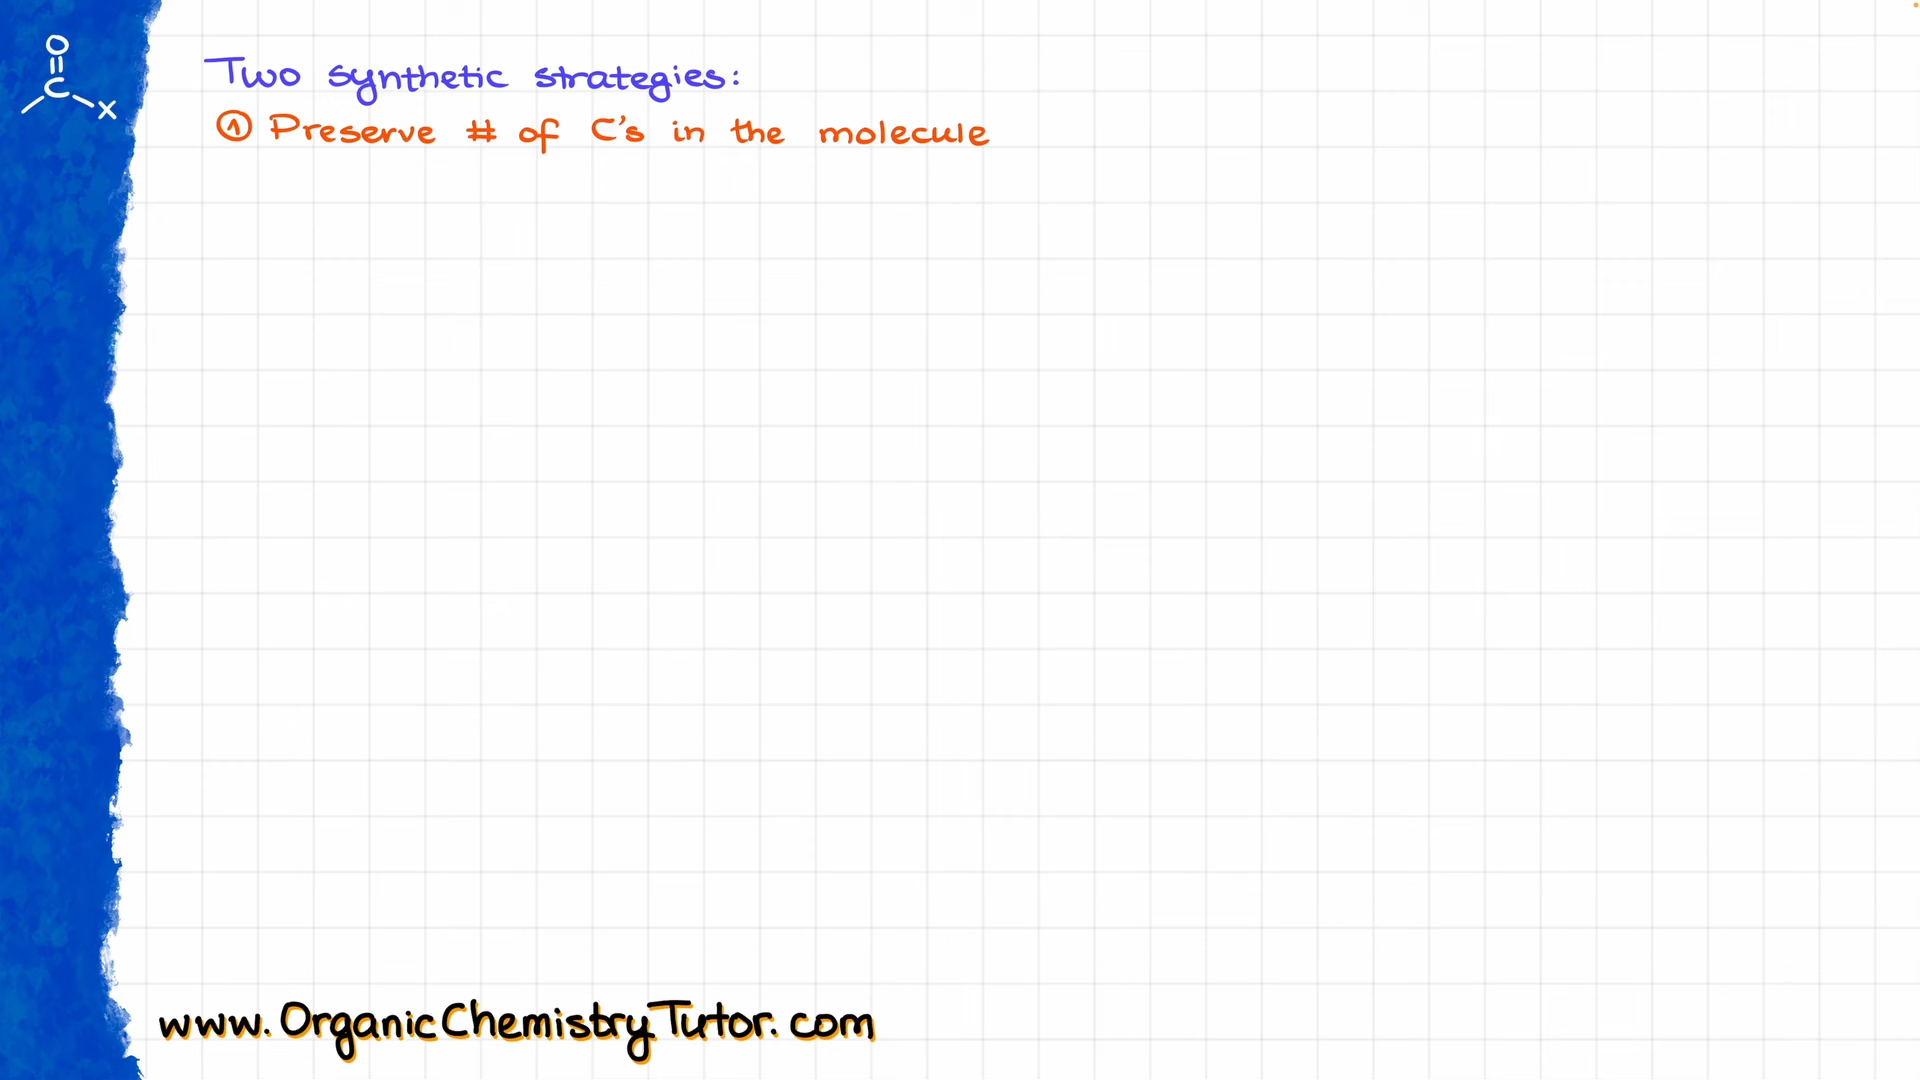 O
C
X
Two synthetic strategies:
① Preserve # of C's in the molecule
www.OrganicChemistryTutor.com